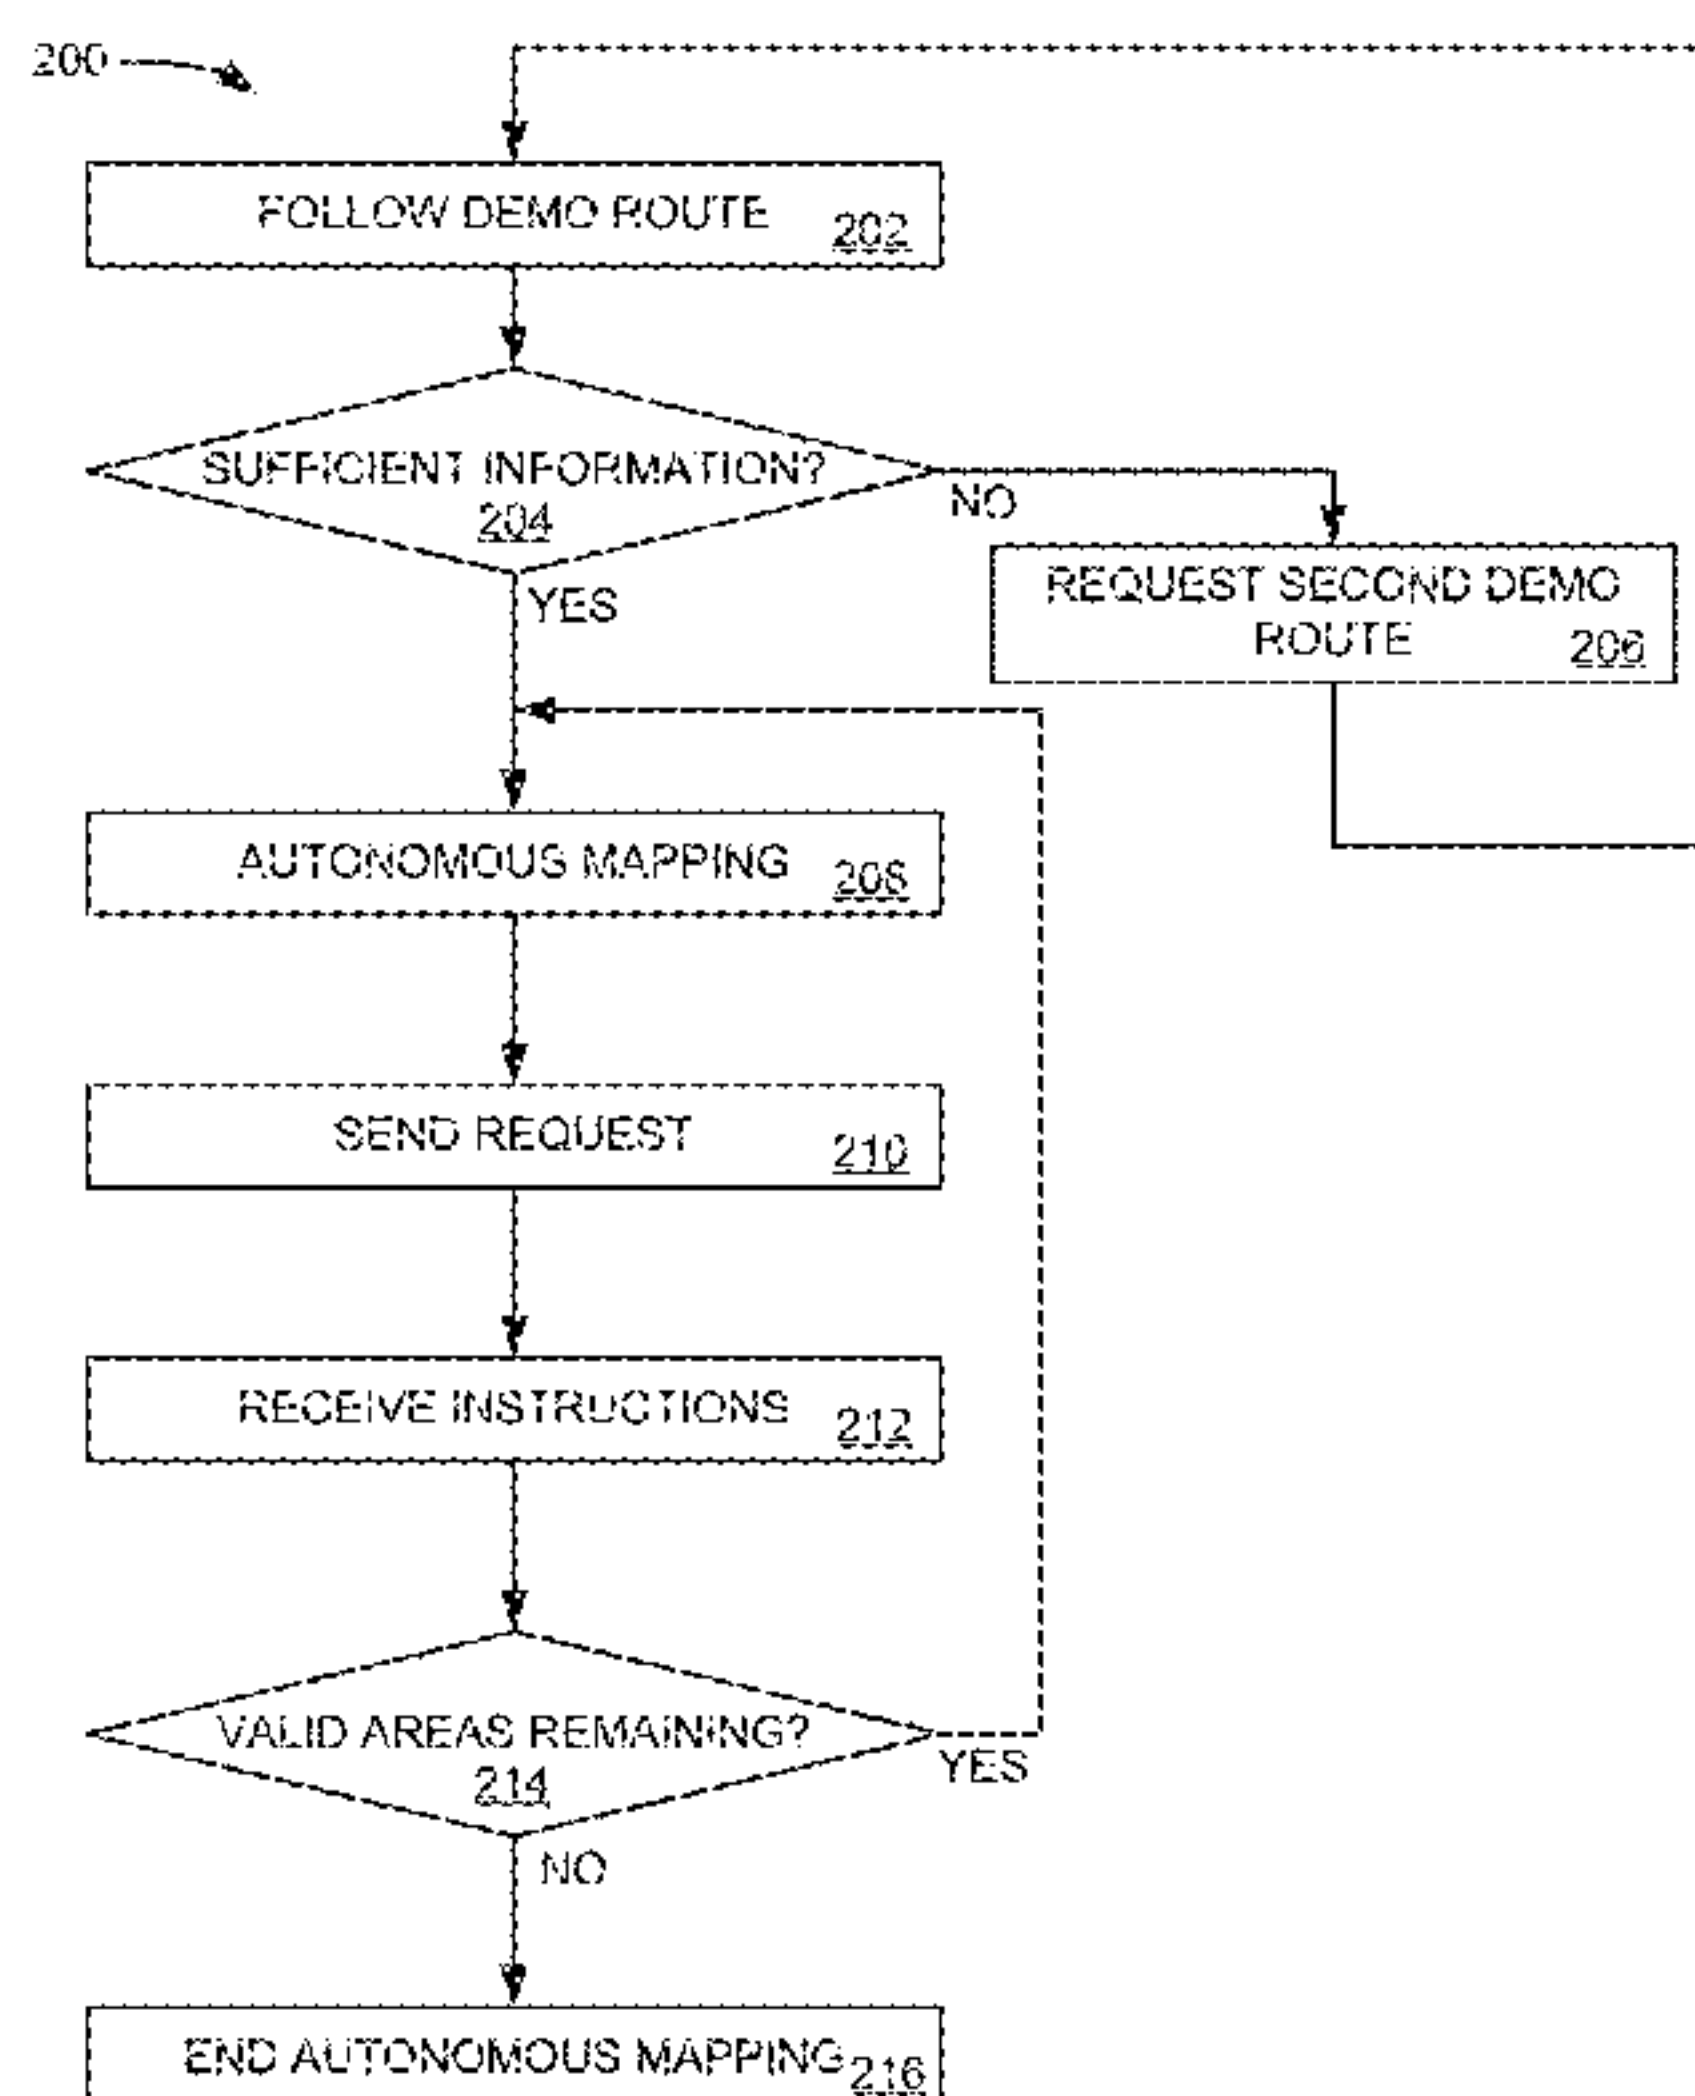 200
FOLLOW DEMO ROUTE 202
SUFFICIENT INFORMATION?
204
NO
YES
REQUEST SECOND DEMO
ROUTE 206
AUTONOMOUS MAPPING 208
SEND REQUEST 210
RECEIVE INSTRUCTIONS 212
VALID AREAS REMAINING?
214
YES
NO
END AUTONOMOUS MAPPING 216